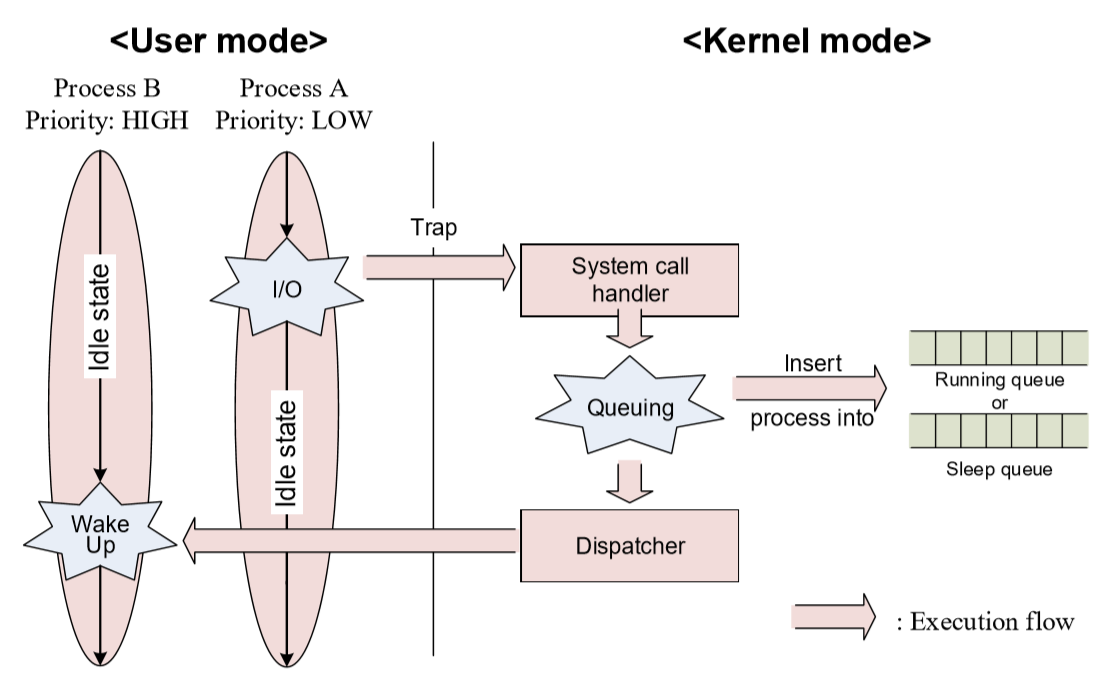 <User mode>
<Kernel mode>
Process B
Priority: HIGH
Process A
Priority: LOW
Trap
I/O
System call
handler
Idle state
Queuing
Insert
process into
Running queue
or
Sleep queue
Idle state
Wake
Up
Dispatcher
: Execution flow